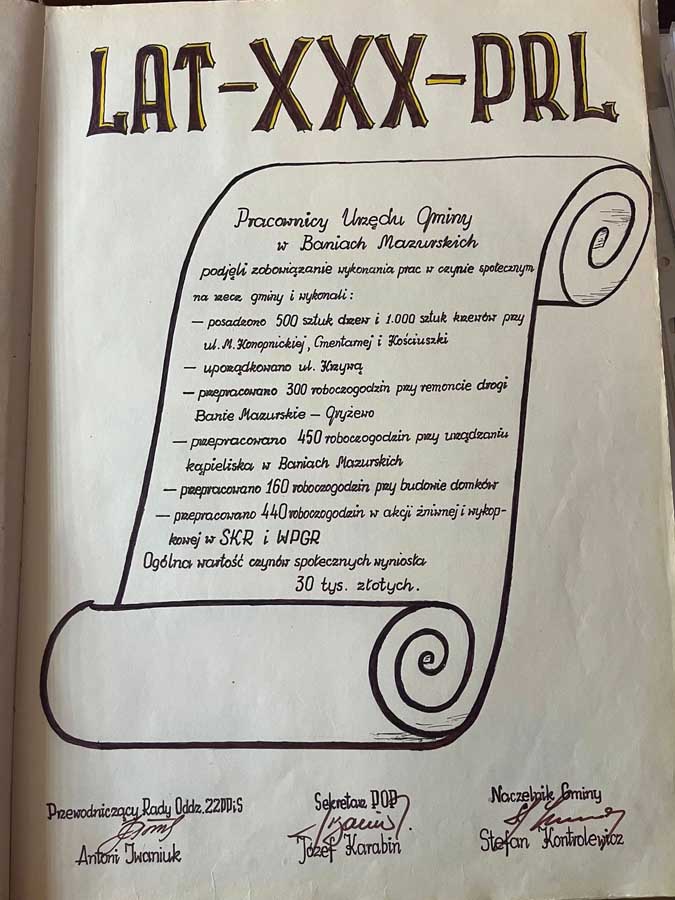 LAT-XXX-PRL
Pracownicy Urzędu Gminy
w Baniach Mazurskich
podjęli zobowiązanie wykonania prac w czynie społecznym
na rzecz gminy i wykonali:
— posadzono 500 sztuk drzew i 1.000 sztuk krzewów przy
ul. M. Konopnickiej, Cmentarnej i Kościuszki
— uporządkowano ul. Krzywą
— przepracowano 300 roboczogodzin przy remoncie drogi
Banie Mazurskie — Gryżewo
— przepracowano 450 roboczogodzin przy urządzaniu
kąpieliska w Baniach Mazurskich
— przepracowano 160 roboczogodzin przy budowie domków
— przepracowano 440 roboczogodzin w akcji żniwnej i wykop-
kowej w SKR i WPGR
Ogólna wartość czynów społecznych wyniosła
30 tys. złotych.
Przewodniczący Rady Oddz. ZZPPiS
Antoni Iwaniuk
Sekretarz POP
Józef Karabin
Naczelnik Gminy
Stefan Kontrolewicz